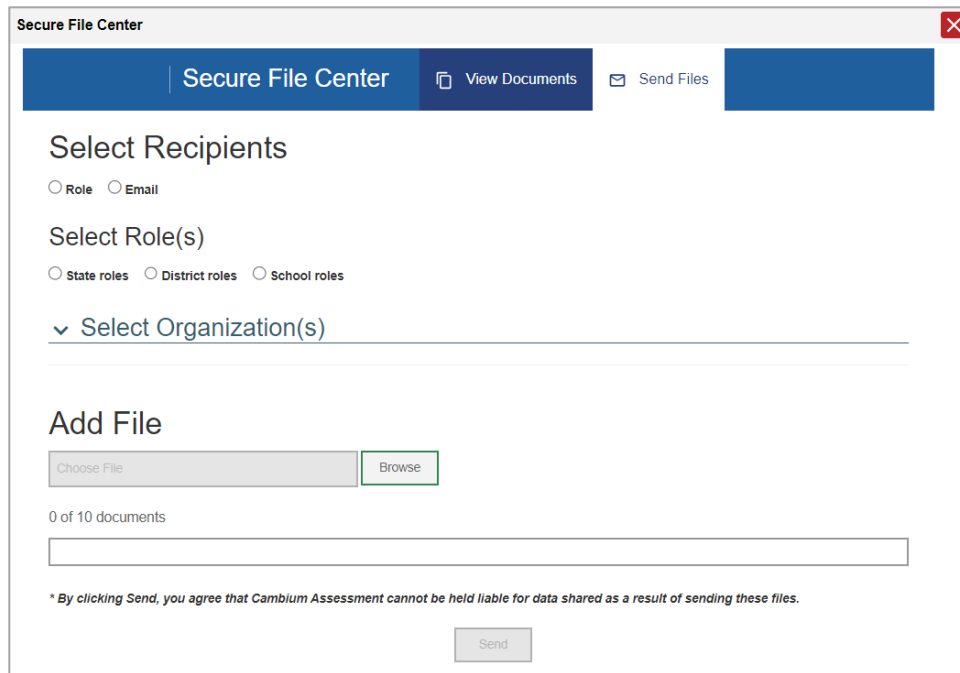 Secure File Center
Secure File Center View Documents Send Files
Select Recipients
Role Email
Select Role(s)
State roles District roles School roles
Select Organization(s)
Add File
Choose File Browse
0 of 10 documents
* By clicking Send, you agree that Cambium Assessment cannot be held liable for data shared as a result of sending these files.
Send